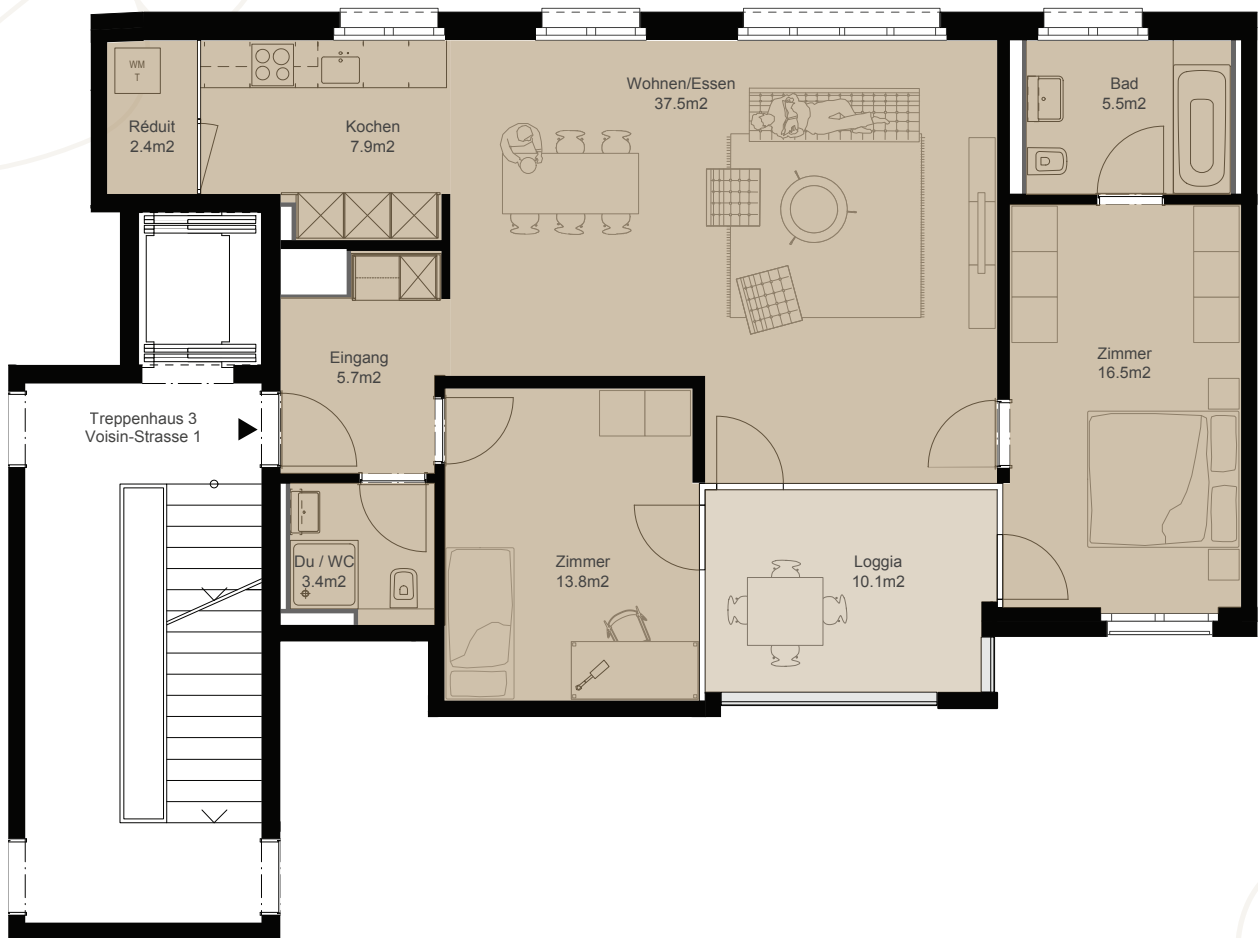 WM
T
Réduit
2.4m2
Kochen
7.9m2
Wohnen/Essen
37.5m2
Bad
5.5m2
Eingang
5.7m2
Zimmer
16.5m2
Treppenhaus 3
Voisin-Strasse 1
Du / WC
3.4m2
Zimmer
13.8m2
Loggia
10.1m2